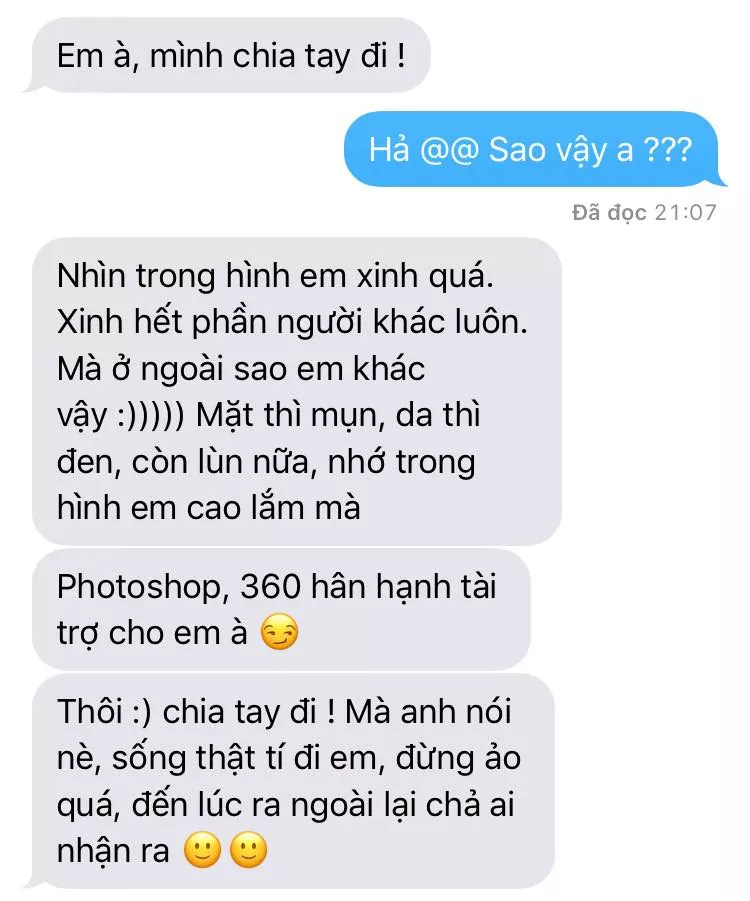 Em à, mình chia tay đi !
Hả @@ Sao vậy a ???
Đã đọc 21:07
Nhìn trong hình em xinh quá.
Xinh hết phần người khác luôn.
Mà ở ngoài sao em khác
vậy :))))) Mặt thì mụn, da thì
đen, còn lùn nữa, nhớ trong
hình em cao lắm mà
Photoshop, 360 hân hạnh tài
trợ cho em à 😏
Thôi :) chia tay đi ! Mà anh nói
nè, sống thật tí đi em, đừng ảo
quá, đến lúc ra ngoài lại chả ai
nhận ra 🙂🙂